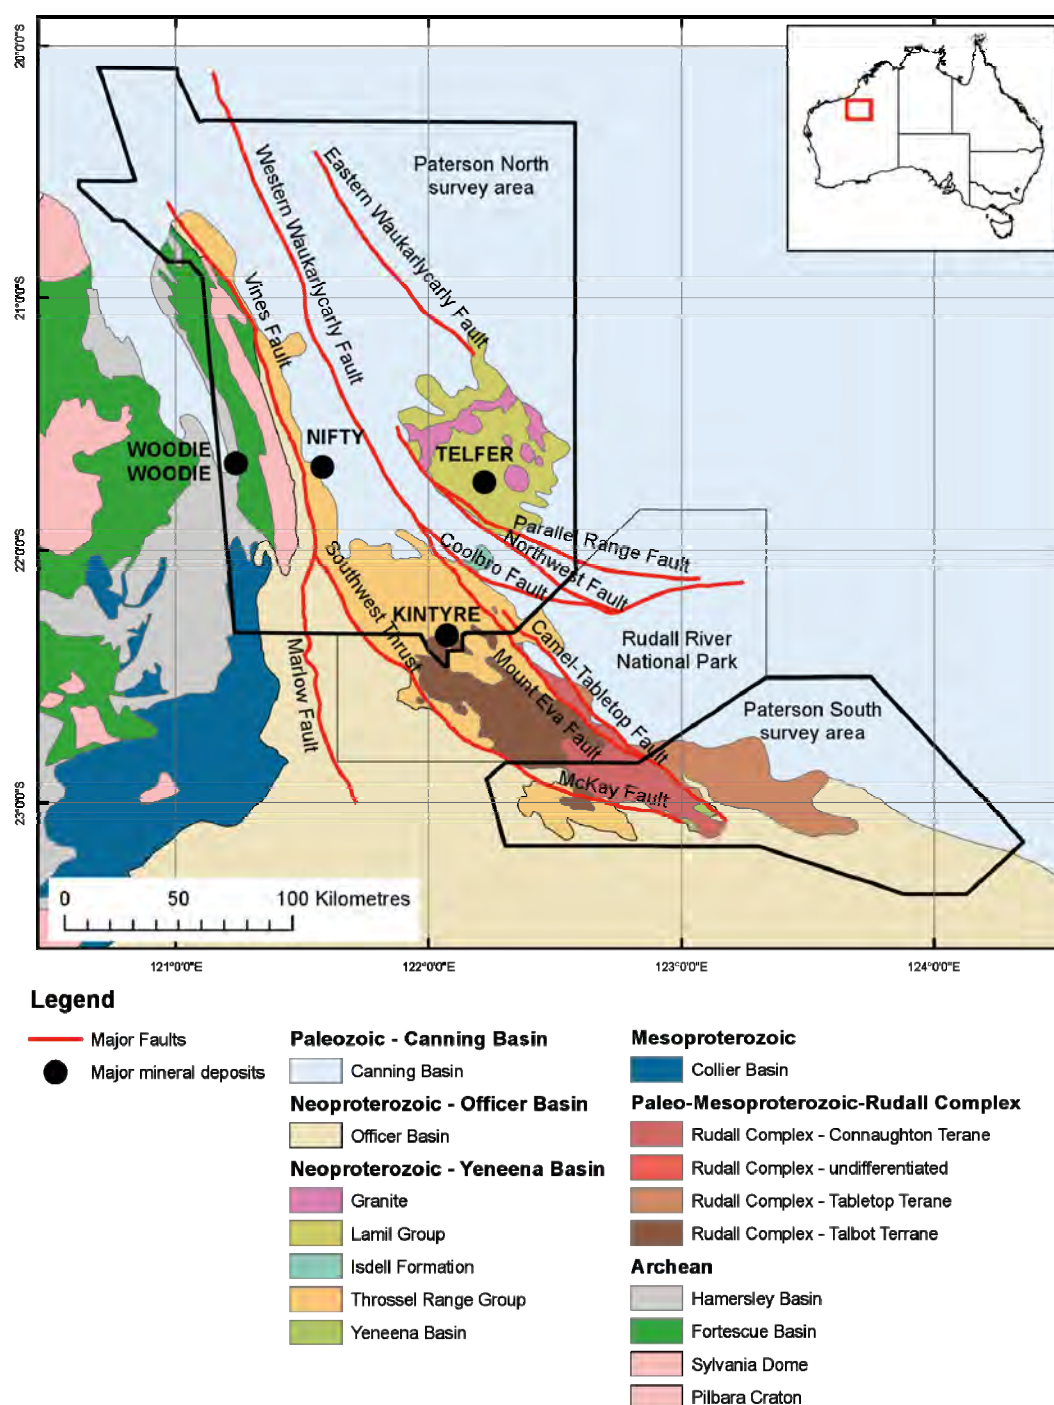 20°0'0"S
21°0'0"S
22°0'0"S
23°0'0"S
Paterson North
survey area
Western Waukarlycarly Fault
Eastern Waukarlycarly Fault
Vines Fault
WOODIE
WOODIE
NIFTY
TELFER
Parallel Range Fault
Northwest Fault
Coolbro Fault
Southwest Thrust
KINTYRE
Camel-Tabletop Fault
Mount Eva Fault
Rudall River
National Park
Marlow Fault
McKay Fault
Paterson South
survey area
0 50 100 Kilometres
121°0'0"E 122°0'0"E 123°0'0"E 124°0'0"E
Legend
Major Faults
Major mineral deposits
Paleozoic - Canning Basin
Canning Basin
Neoproterozoic - Officer Basin
Officer Basin
Neoproterozoic - Yeneena Basin
Granite
Lamil Group
Isdell Formation
Throssel Range Group
Yeneena Basin
Mesoproterozoic
Collier Basin
Paleo-Mesoproterozoic-Rudall Complex
Rudall Complex - Connaughton Terane
Rudall Complex - undifferentiated
Rudall Complex - Tabletop Terane
Rudall Complex - Talbot Terrane
Archean
Hamersley Basin
Fortescue Basin
Sylvania Dome
Pilbara Craton